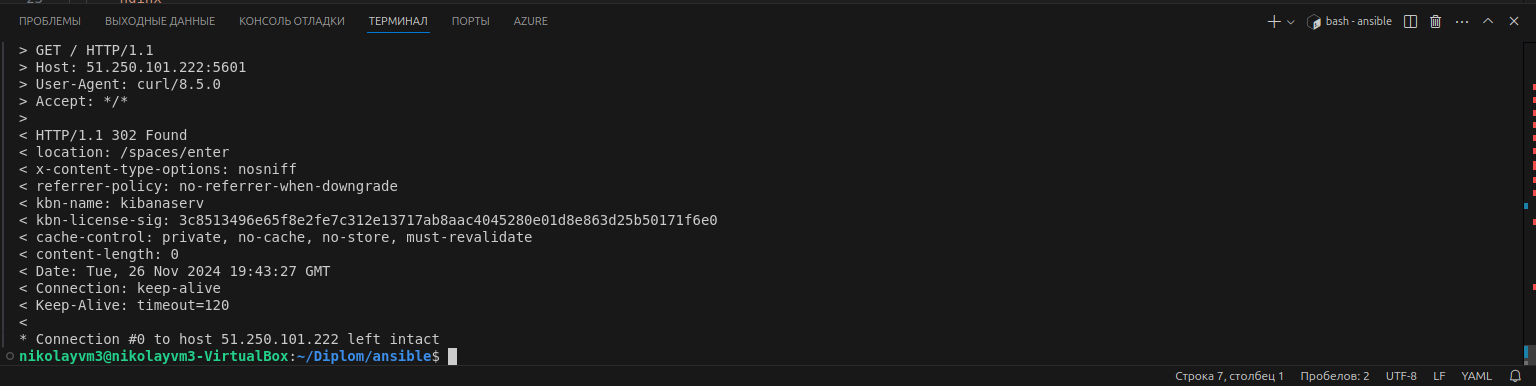 ПРОБЛЕМЫ ВЫХОДНЫЕ ДАННЫЕ КОНСОЛЬ ОТЛАДКИ ТЕРМИНАЛ ПОРТЫ AZURE bash - ansible
> GET / HTTP/1.1
> Host: 51.250.101.222:5601
> User-Agent: curl/8.5.0
> Accept: */*
>
< HTTP/1.1 302 Found
< location: /spaces/enter
< x-content-type-options: nosniff
< referrer-policy: no-referrer-when-downgrade
< kbn-name: kibanaserv
< kbn-license-sig: 3c8513496e65f8e2fe7c312e13717ab8aac4045280e01d8e863d25b50171f6e0
< cache-control: private, no-cache, no-store, must-revalidate
< content-length: 0
< Date: Tue, 26 Nov 2024 19:43:27 GMT
< Connection: keep-alive
< Keep-Alive: timeout=120
<
* Connection #0 to host 51.250.101.222 left intact
nikolayvm3@nikolayvm3-VirtualBox:~/Diplom/ansible$
Строка 7, столбец 1 Пробелов: 2 UTF-8 LF YAML